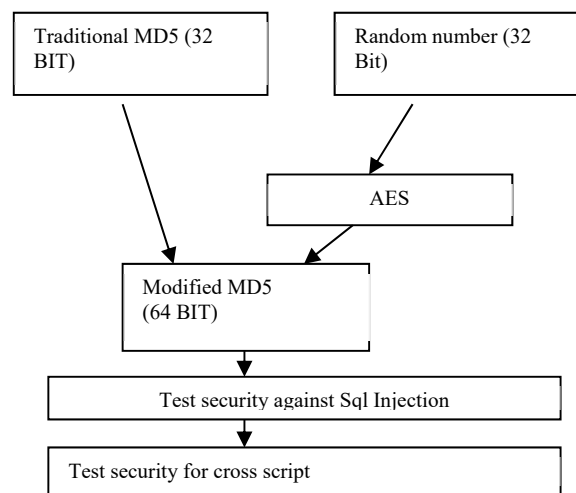 Traditional MD5 (32
BIT)
Random number (32
Bit)
AES
Modified MD5
(64 BIT)
Test security against Sql Injection
Test security for cross script